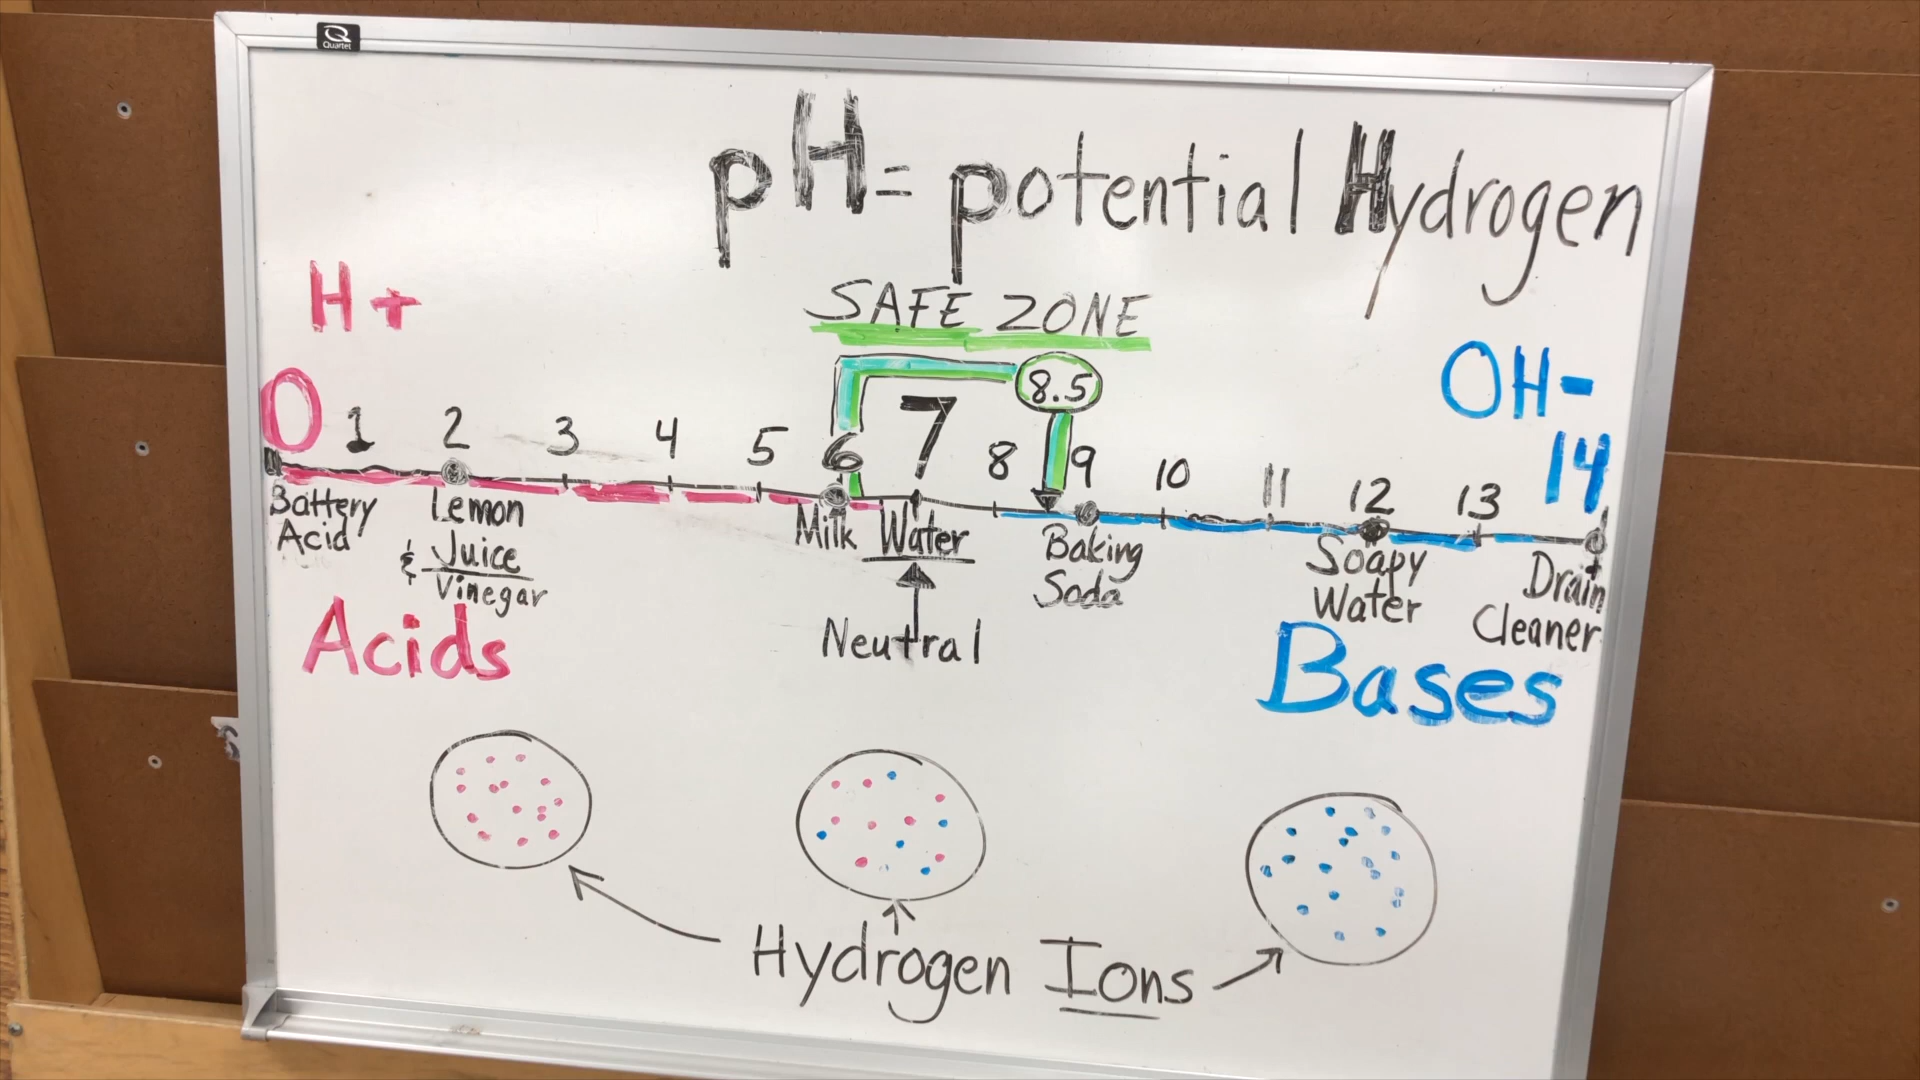 Q
Quartet
pH = potential Hydrogen
SAFE ZONE
H +
OH-
8.5
0 1 2 3 4 5 6 7 8 9 10 11 12 13 14
Battery
Acid
Lemon
& Juice
Vinegar
Milk
Water
Neutral
Baking
Soda
Soapy
Water
Drain
Cleaner
Acids
Bases
Hydrogen Ions